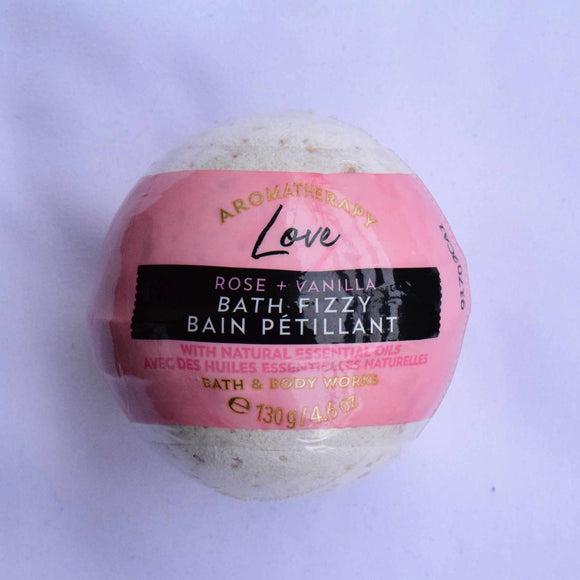 AROMATHERAPY
Love
ROSE + VANILLA
BATH FIZZY
BAIN PÉTILLANT
WITH NATURAL ESSENTIAL OILS
AVEC DES HUILES ESSENTIELLES NATURELLES
BATH & BODY WORKS
℮ 130 g / 4.6 oz